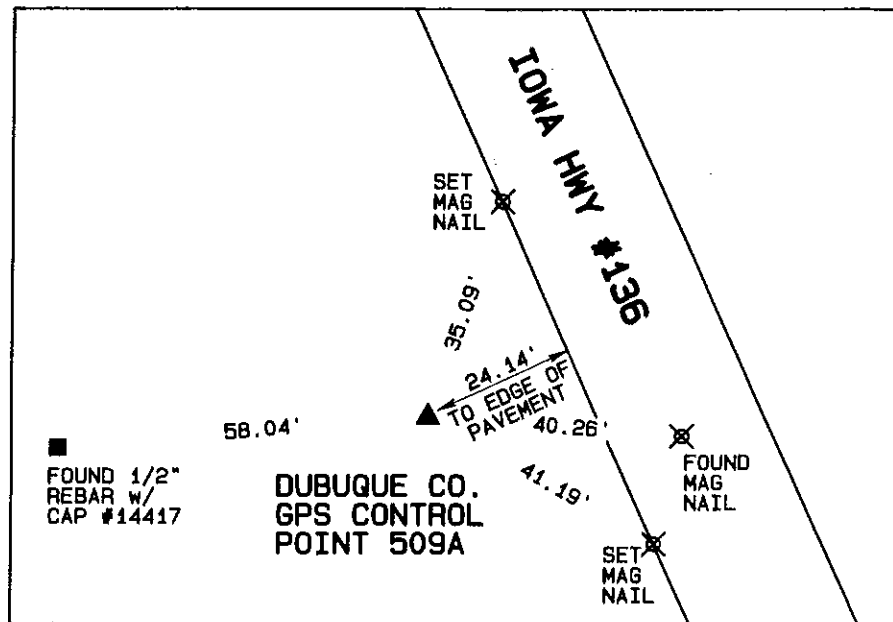 IOWA HWY #136
SET
MAG
NAIL
35.09'
24.14'
TO EDGE OF
PAVEMENT
58.04'
40.26'
41.19'
FOUND 1/2"
REBAR w/
CAP #14417
DUBUQUE CO.
GPS CONTROL
POINT 509A
FOUND
MAG
NAIL
SET
MAG
NAIL